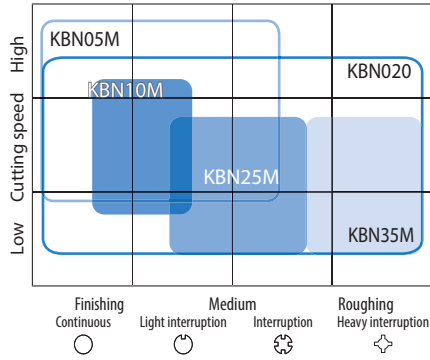 High
Cutting speed
Low
KBN05M
KBN020
KBN10M
KBN25M
KBN35M
Finishing Medium Roughing
Continuous Light interruption Interruption Heavy interruption